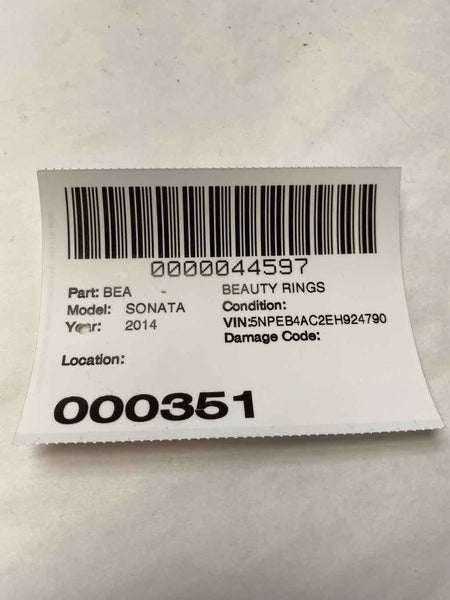 0000044597
Part: BEA - BEAUTY RINGS
Model: SONATA Condition:
Year: 2014 VIN:5NPEB4AC2EH924790
Damage Code:
Location:
000351